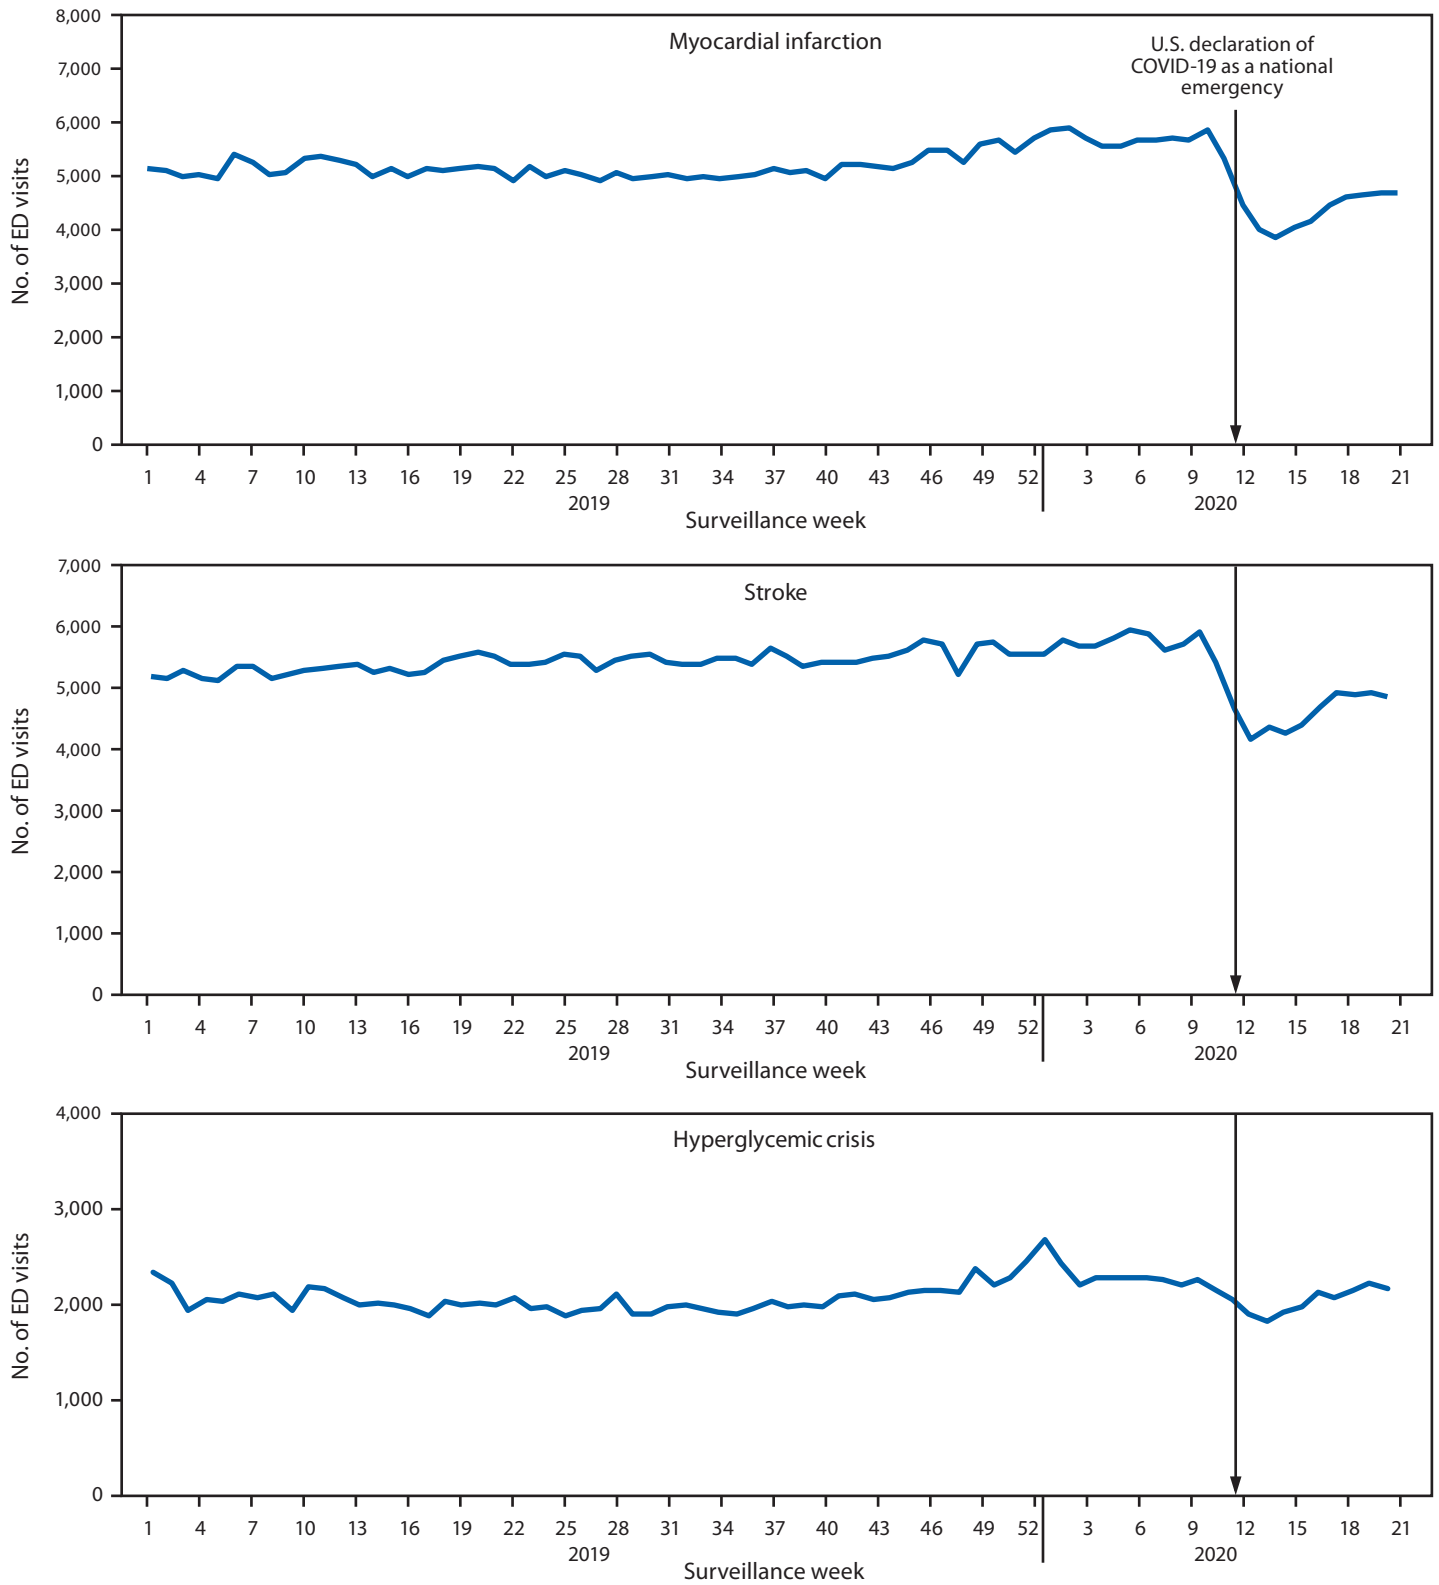 Myocardial infarction
U.S. declaration of
COVID-19 as a national
emergency
No. of ED visits
8,000
7,000
6,000
5,000
4,000
3,000
2,000
1,000
0
1 4 7 10 13 16 19 22 25 28 31 34 37 40 43 46 49 52 3 6 9 12 15 18 21
2019 2020
Surveillance week
Stroke
No. of ED visits
7,000
6,000
5,000
4,000
3,000
2,000
1,000
0
1 4 7 10 13 16 19 22 25 28 31 34 37 40 43 46 49 52 3 6 9 12 15 18 21
2019 2020
Surveillance week
Hyperglycemic crisis
No. of ED visits
4,000
3,000
2,000
1,000
0
1 4 7 10 13 16 19 22 25 28 31 34 37 40 43 46 49 52 3 6 9 12 15 18 21
2019 2020
Surveillance week